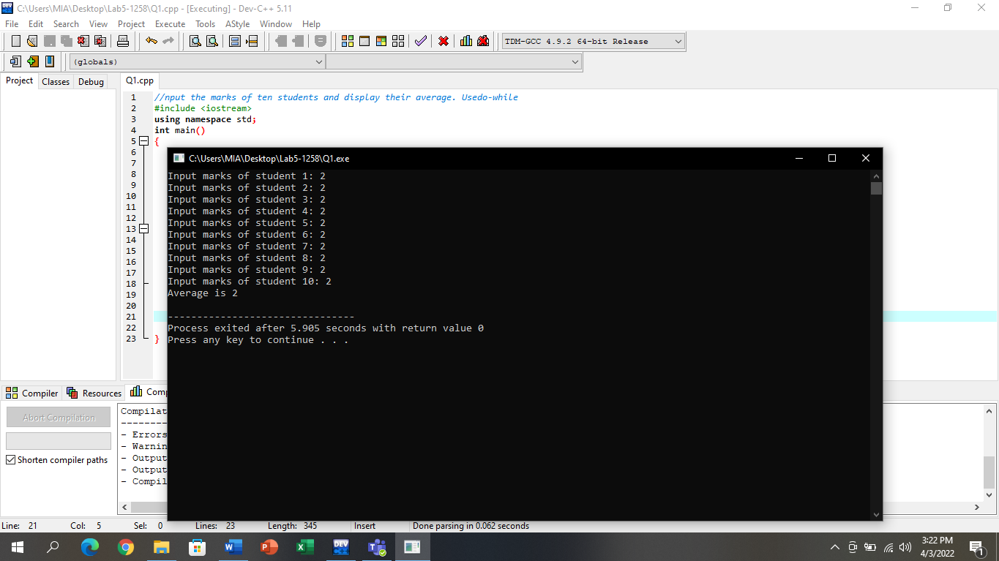 C:\Users\MIA\Desktop\Lab5-1258\Q1.cpp - [Executing] - Dev-C++ 5.11
File Edit Search View Project Execute Tools AStyle Window Help
TDM-GCC 4.9.2 64-bit Release
(globals)
Project Classes Debug Q1.cpp
1 //nput the marks of ten students and display their average. Usedo-while
2 #include <iostream>
3 using namespace std;
4 int main()
5 {
6
7
8
9
10
11
12
13
14
15
16
17
18
19
20
21
22
23 }
C:\Users\MIA\Desktop\Lab5-1258\Q1.exe
Input marks of student 1: 2
Input marks of student 2: 2
Input marks of student 3: 2
Input marks of student 4: 2
Input marks of student 5: 2
Input marks of student 6: 2
Input marks of student 7: 2
Input marks of student 8: 2
Input marks of student 9: 2
Input marks of student 10: 2
Average is 2
--------------------------------
Process exited after 5.905 seconds with return value 0
Press any key to continue . . .
Compiler Resources Comp
Abort Compilation
Shorten compiler paths
Compilat
--------
- Errors
- Warnin
- Output
- Output
- Compil
Line: 21 Col: 5 Sel: 0 Lines: 23 Length: 345 Insert Done parsing in 0.062 seconds
3:22 PM
4/3/2022
1